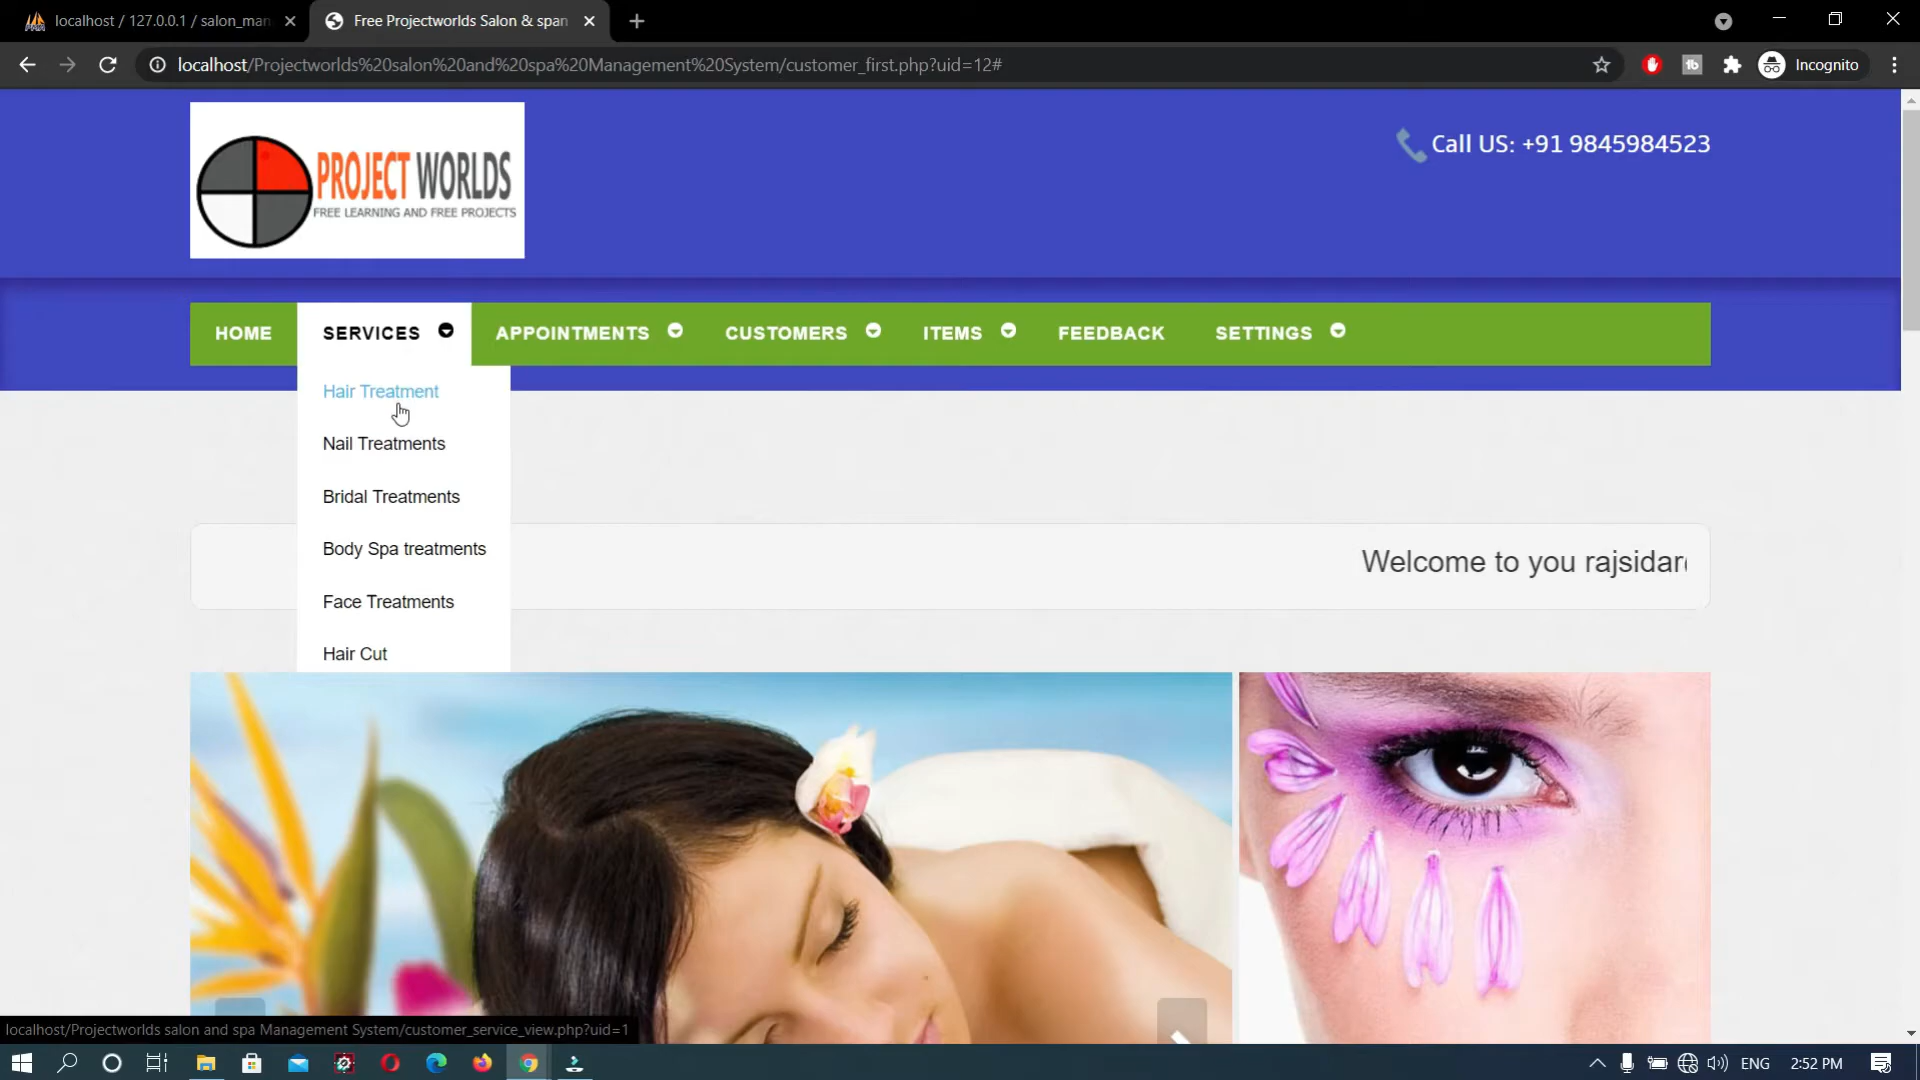 localhost / 127.0.0.1 / salon_man
Free Projectworlds Salon & span
localhost/Projectworlds%20salon%20and%20spa%20Management%20System/customer_first.php?uid=12#
Incognito
PROJECT WORLDS
FREE LEARNING AND FREE PROJECTS
Call US: +91 9845984523
HOME
SERVICES
APPOINTMENTS
CUSTOMERS
ITEMS
FEEDBACK
SETTINGS
Hair Treatment
Nail Treatments
Bridal Treatments
Body Spa treatments
Face Treatments
Hair Cut
Welcome to you rajsidar
localhost/Projectworlds salon and spa Management System/customer_service_view.php?uid=1
ENG
2:52 PM